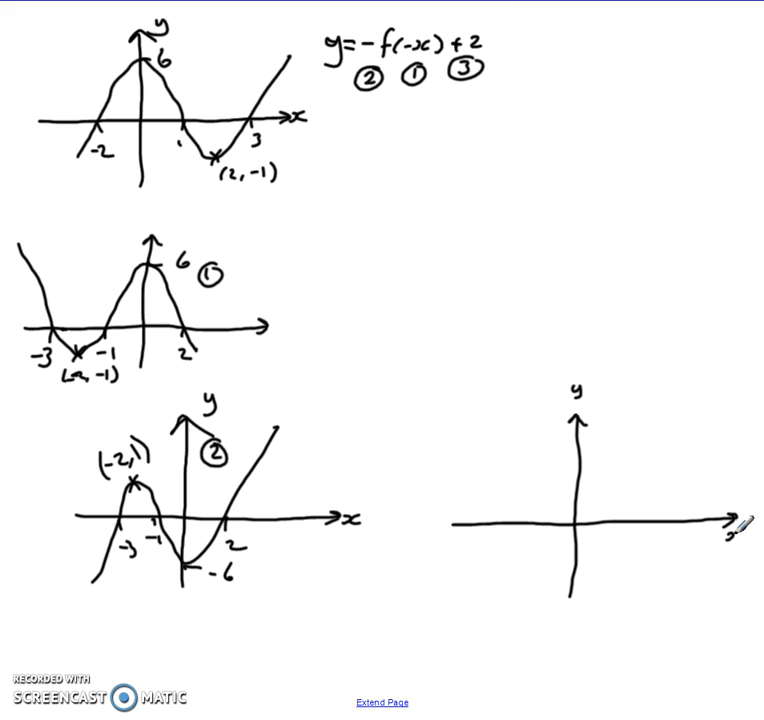 y
y=-f(-x)+2
6
② ① ③
x
-2
1
3
(2,-1)
6 ①
-3
-1
2
(-2,-1)
y
②
(-2,1)
x
-3
-1
2
-6
y
x
RECORDED WITH
SCREENCAST O MATIC
Extend Page